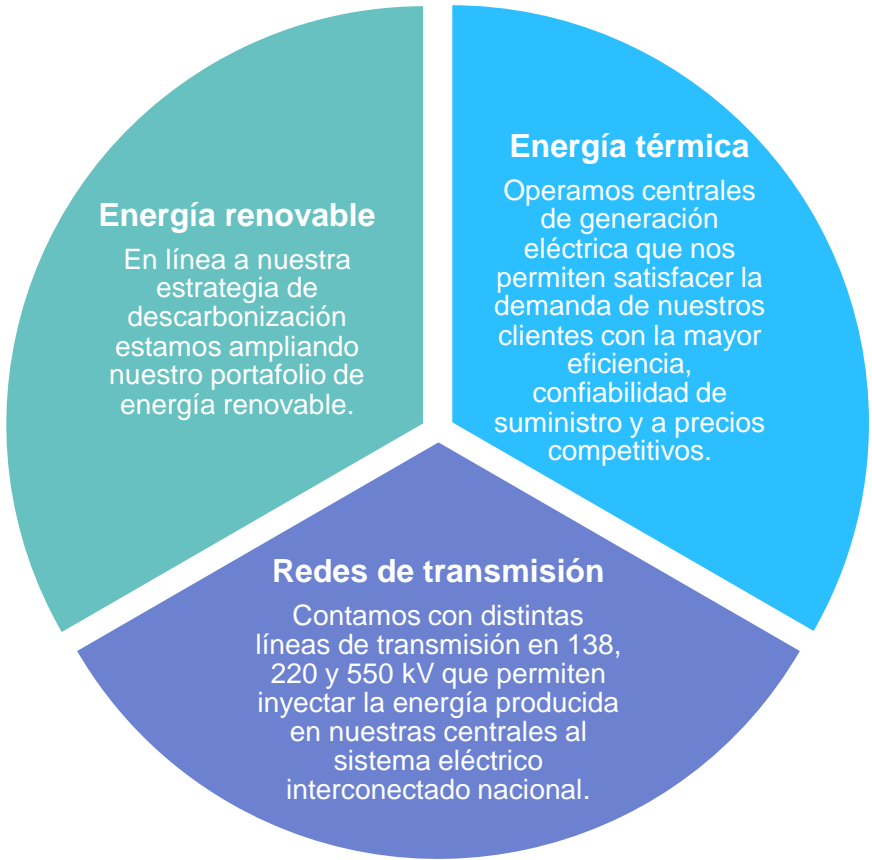 Energía renovable
En línea a nuestra
estrategia de
descarbonización
estamos ampliando
nuestro portafolio de
energía renovable.
Energía térmica
Operamos centrales
de generación
eléctrica que nos
permiten satisfacer la
demanda de nuestros
clientes con la mayor
eficiencia,
confiabilidad de
suministro y a precios
competitivos.
Redes de transmisión
Contamos con distintas
líneas de transmisión en 138,
220 y 550 kV que permiten
inyectar la energía producida
en nuestras centrales al
sistema eléctrico
interconectado nacional.